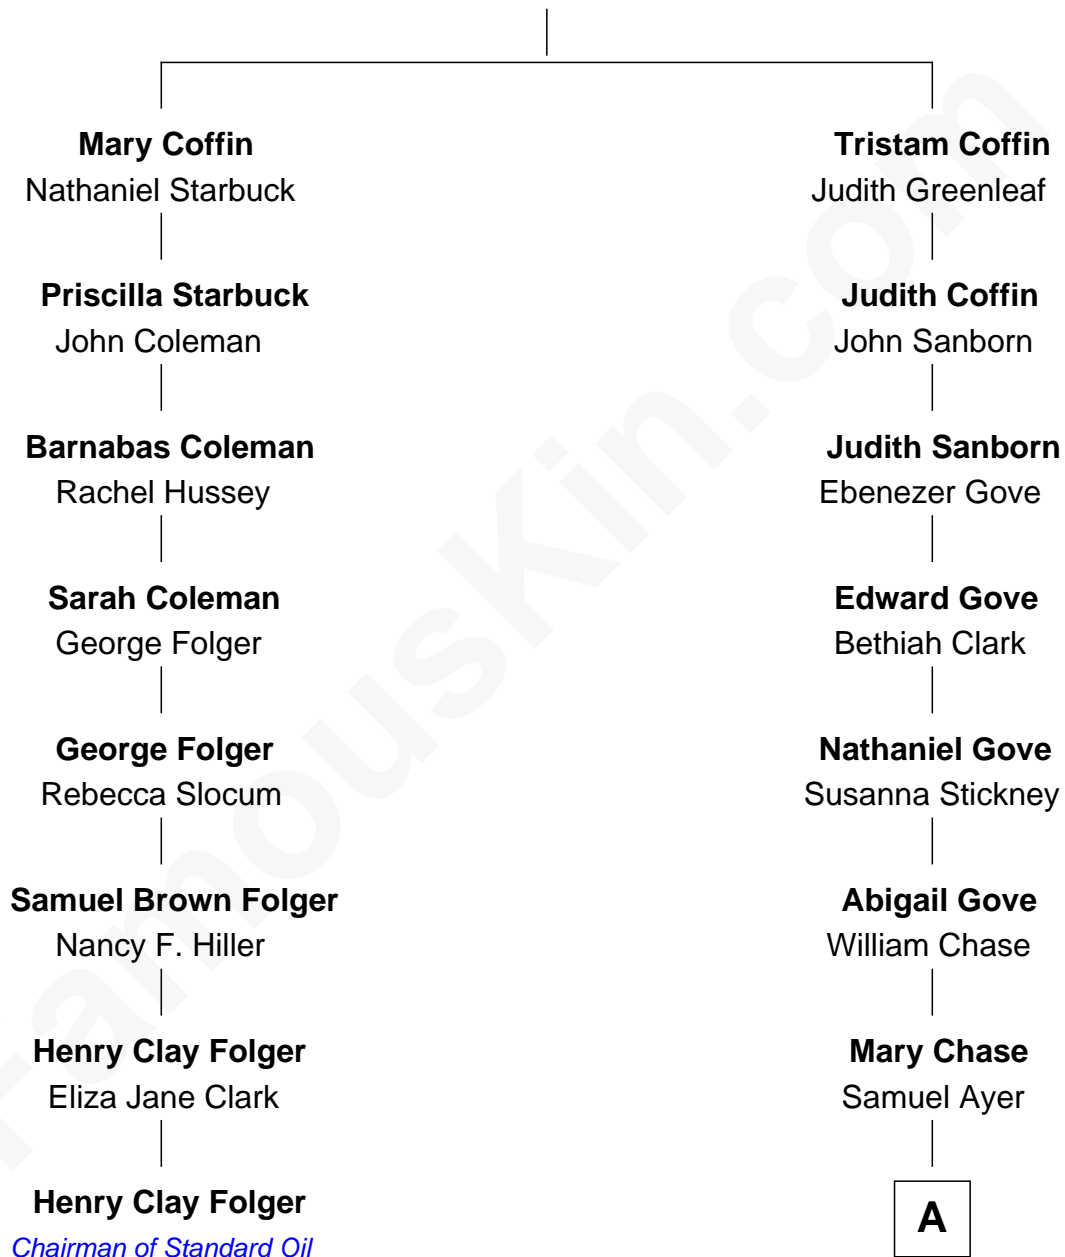 Mary Coffin
Nathaniel Starbuck
Priscilla Starbuck
John Coleman
Barnabas Coleman
Rachel Hussey
Sarah Coleman
George Folger
George Folger
Rebecca Slocum
Samuel Brown Folger
Nancy F. Hiller
Henry Clay Folger
Eliza Jane Clark
Henry Clay Folger
Chairman of Standard Oil
Tristam Coffin
Judith Greenleaf
Judith Coffin
John Sanborn
Judith Sanborn
Ebenezer Gove
Edward Gove
Bethiah Clark
Nathaniel Gove
Susanna Stickney
Abigail Gove
William Chase
Mary Chase
Samuel Ayer
A
FamousKin.com